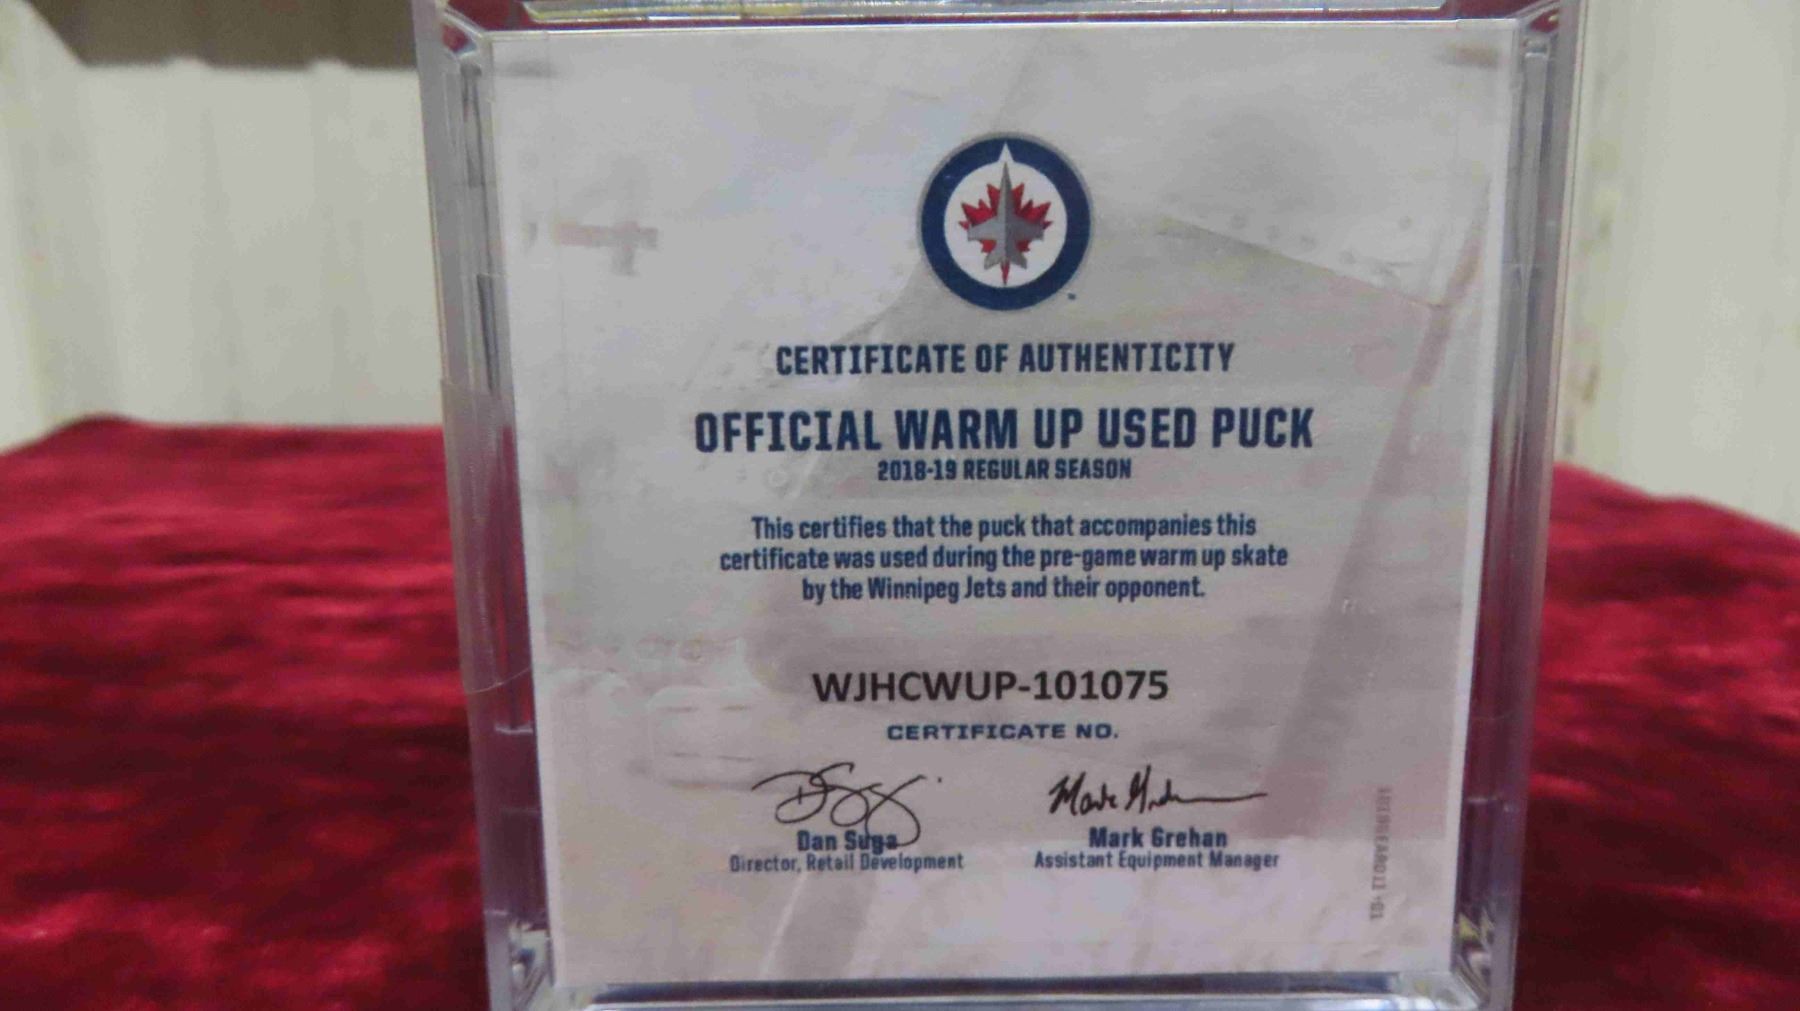 CERTIFICATE OF AUTHENTICITY
OFFICIAL WARM UP USED PUCK
2018-19 REGULAR SEASON
This certifies that the puck that accompanies this
certificate was used during the pre-game warm up skate
by the Winnipeg Jets and their opponent.
WJHCWUP-101075
CERTIFICATE NO.
Dan Suga
Director, Retail Development
Mark Grehan
Assistant Equipment Manager